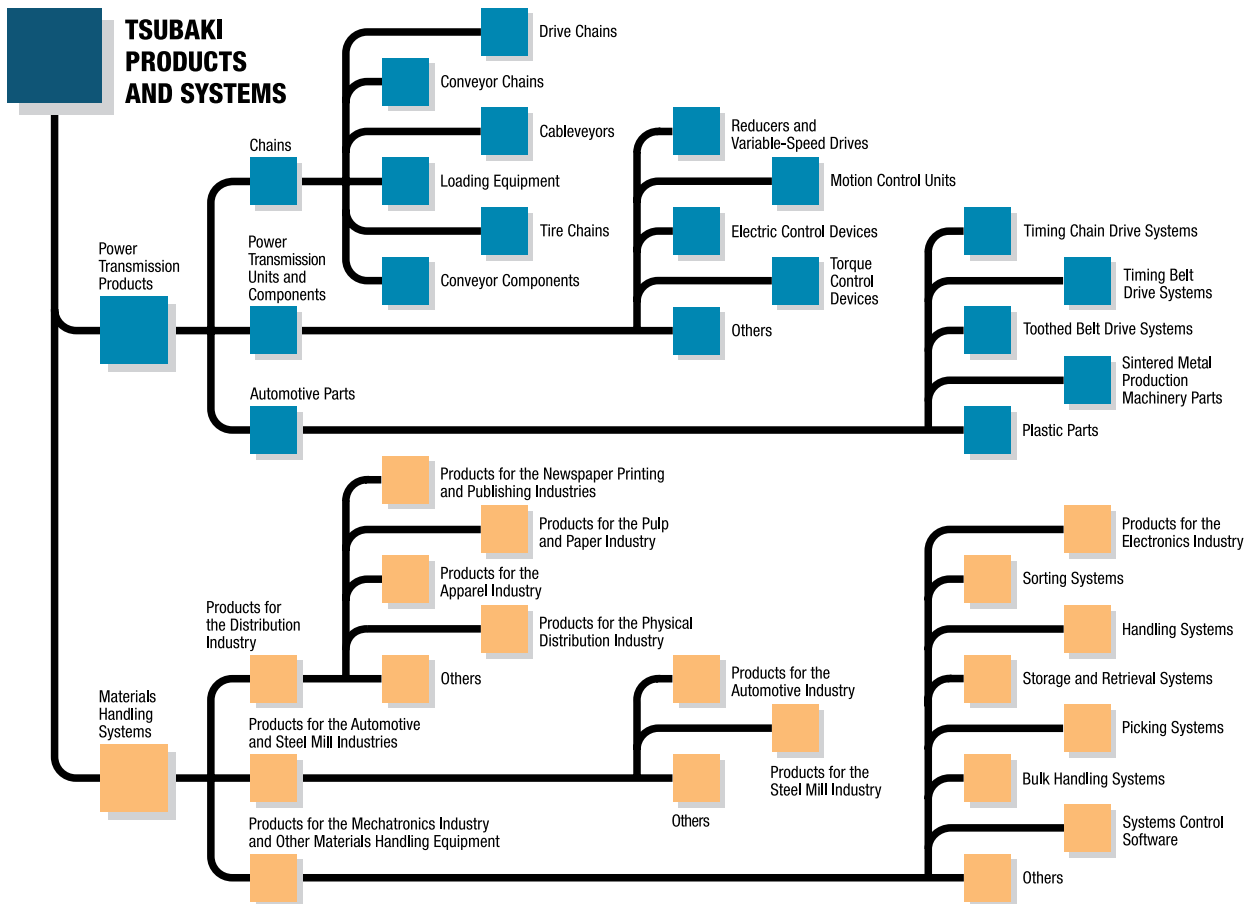 TSUBAKI
PRODUCTS
AND SYSTEMS
Power
Transmission
Products
Chains
Drive Chains
Conveyor Chains
Cableveyors
Loading Equipment
Tire Chains
Conveyor Components
Power
Transmission
Units and
Components
Reducers and
Variable-Speed Drives
Motion Control Units
Electric Control Devices
Torque
Control
Devices
Others
Automotive Parts
Timing Chain Drive Systems
Timing Belt
Drive Systems
Toothed Belt Drive Systems
Sintered Metal
Production
Machinery Parts
Plastic Parts
Materials
Handling
Systems
Products for
the Distribution
Industry
Products for the Newspaper Printing
and Publishing Industries
Products for the Pulp
and Paper Industry
Products for the
Apparel Industry
Products for the Physical
Distribution Industry
Others
Products for the Automotive
and Steel Mill Industries
Products for the
Automotive Industry
Products for the
Steel Mill Industry
Others
Products for the Mechatronics Industry
and Other Materials Handling Equipment
Products for the
Electronics Industry
Sorting Systems
Handling Systems
Storage and Retrieval Systems
Picking Systems
Bulk Handling Systems
Systems Control
Software
Others